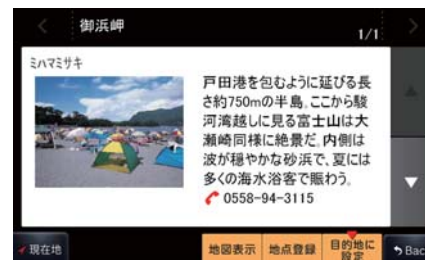 御浜岬
1/1
ミハマミサキ
戸田港を包むように延びる長
さ約750mの半島。ここから駿
河湾越しに見る富士山は大
瀬崎同様に絶景だ。内側は
波が穏やかな砂浜で、夏には
多くの海水浴客で賑わう。
0558-94-3115
現在地
地図表示
地点登録
目的地に
設定
Bac